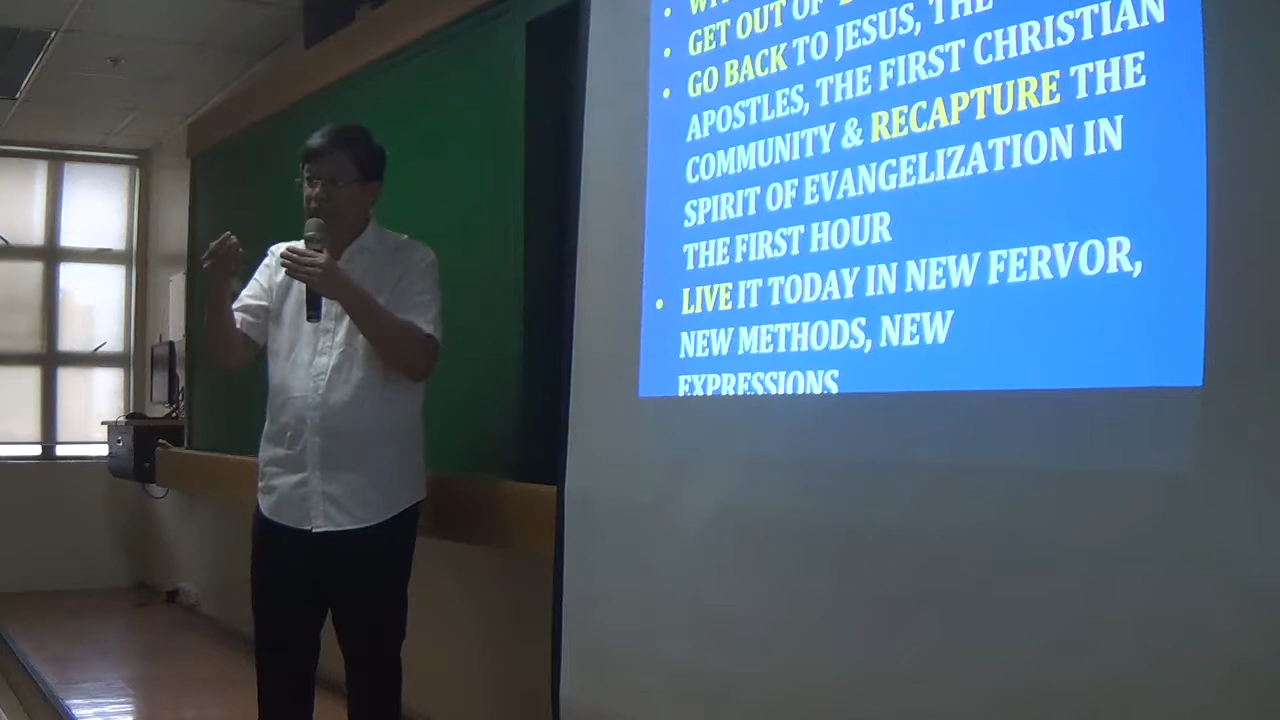 GET OUT OF
GO BACK TO JESUS, THE
APOSTLES, THE FIRST CHRISTIAN
COMMUNITY & RECAPTURE THE
SPIRIT OF EVANGELIZATION IN
THE FIRST HOUR
LIVE IT TODAY IN NEW FERVOR,
NEW METHODS, NEW
EXPRESSIONS